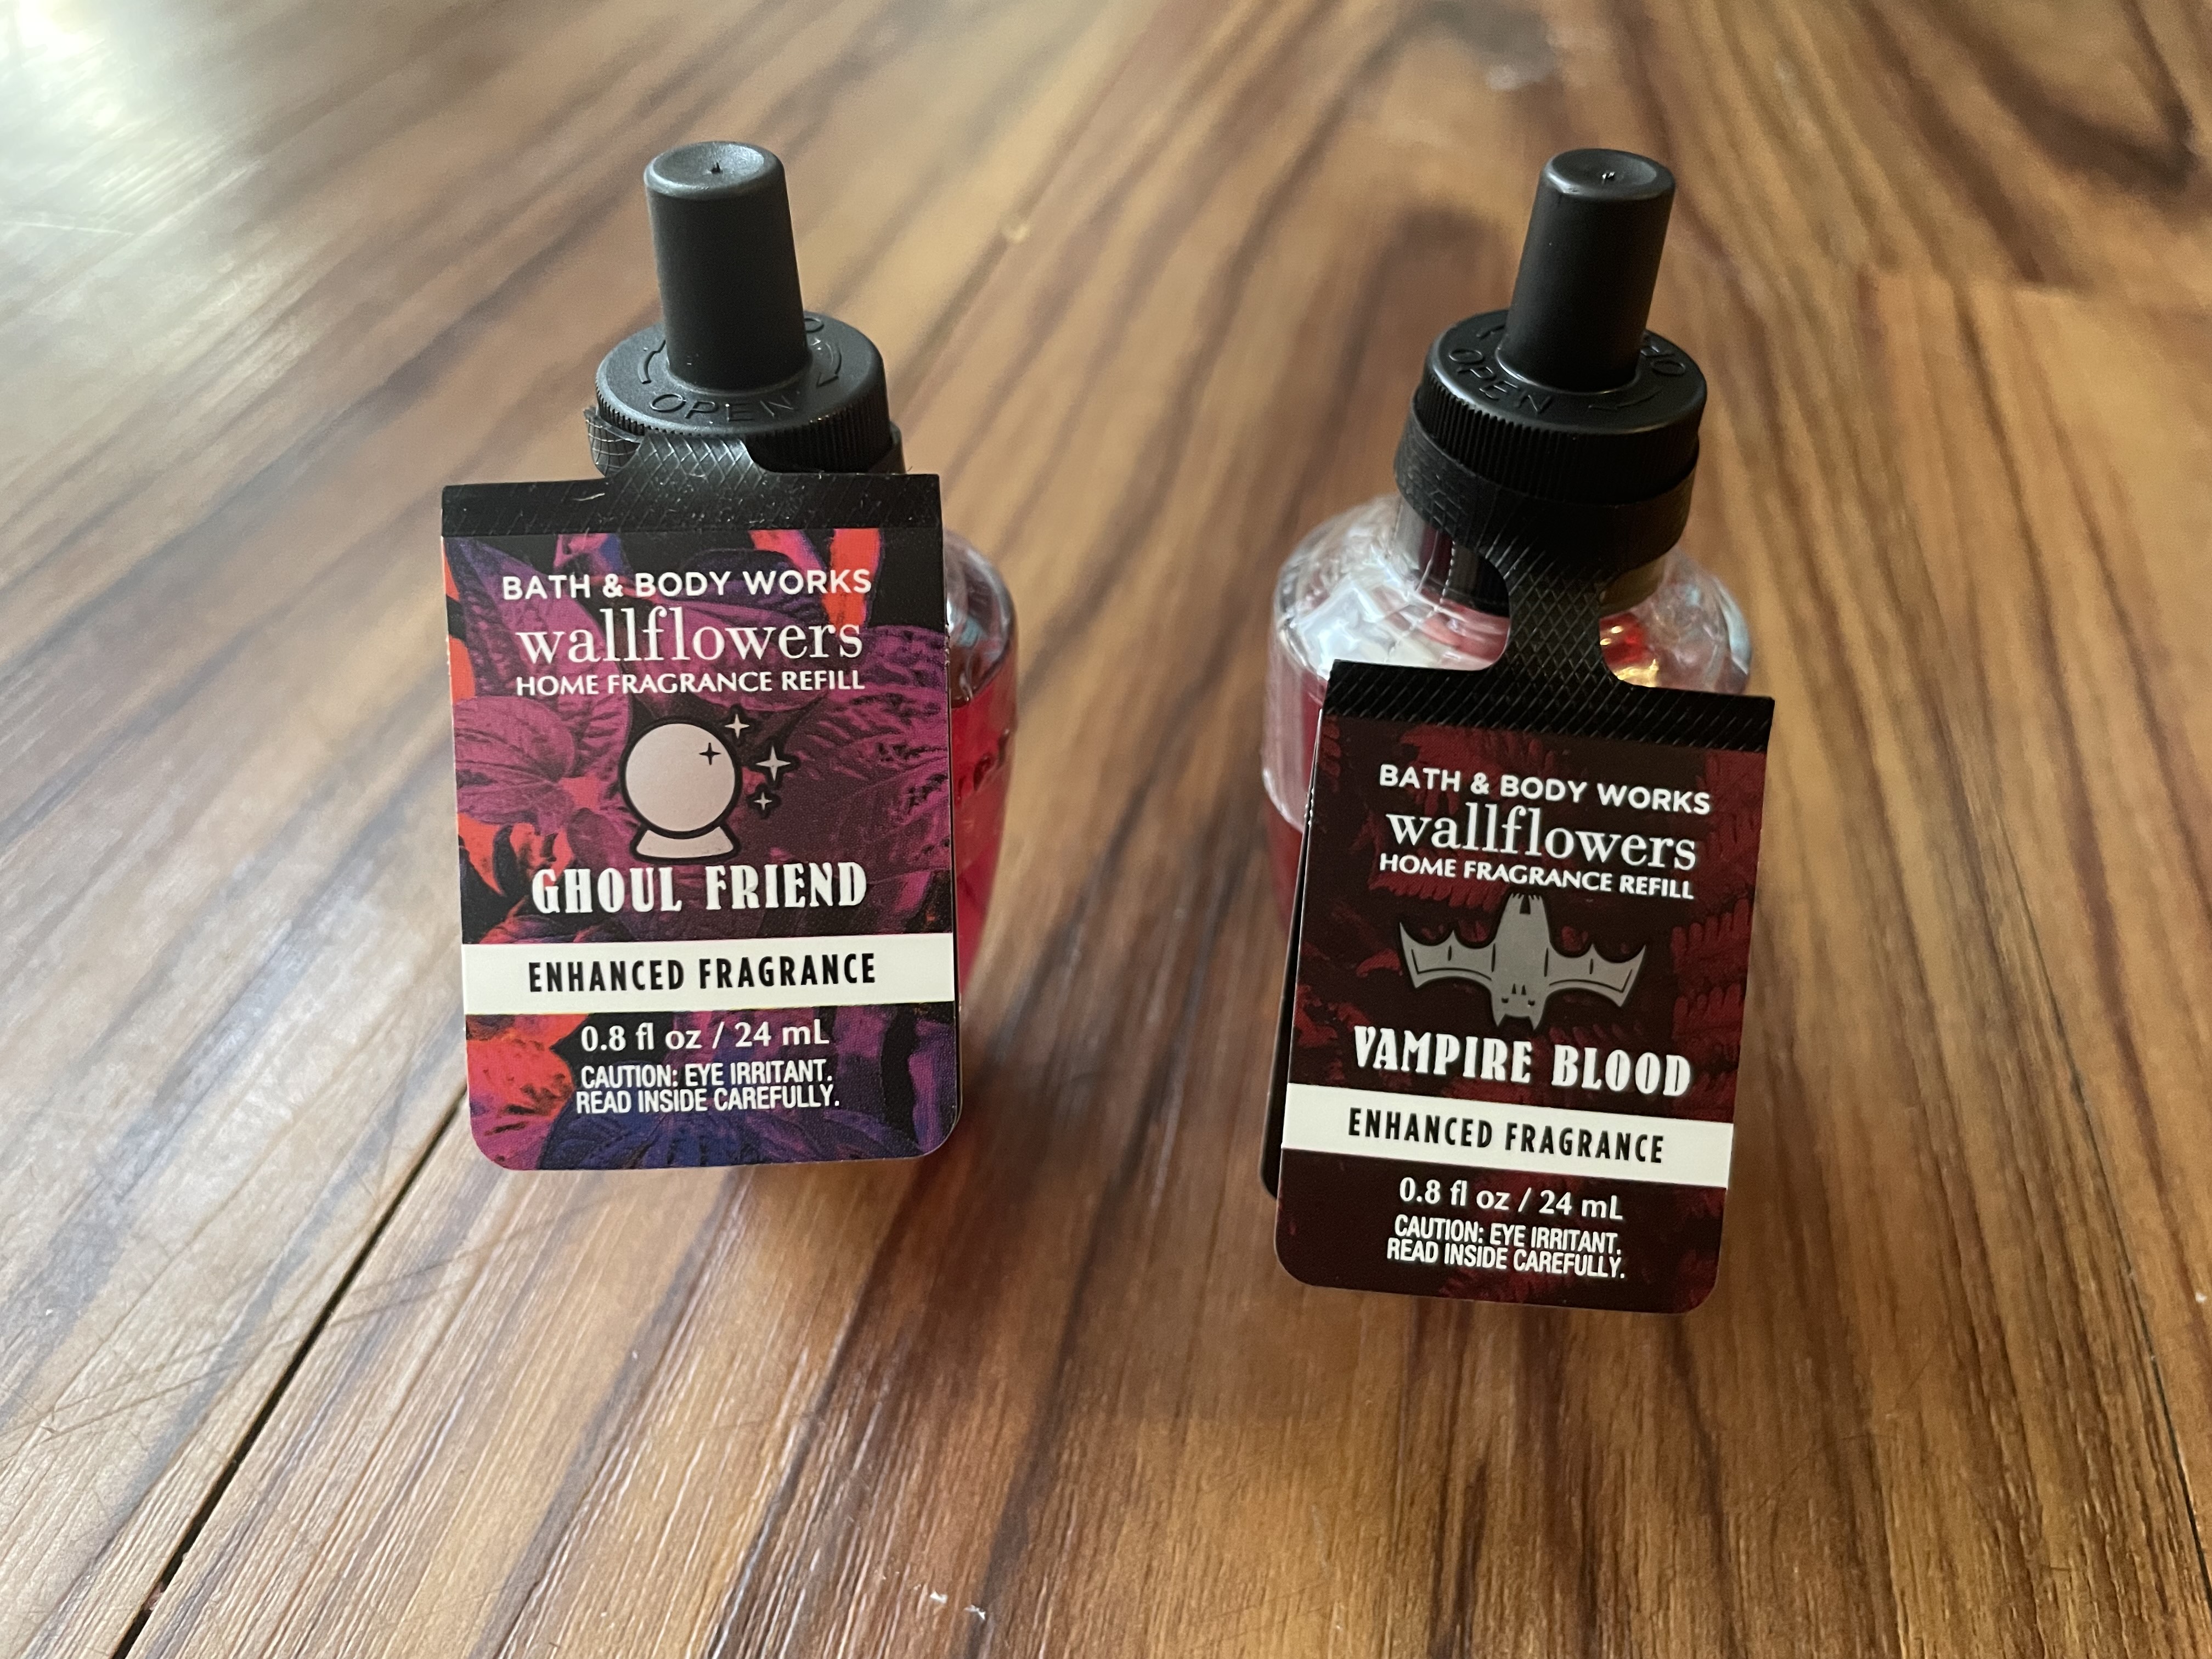 OPEN
BATH & BODY WORKS
wallflowers
HOME FRAGRANCE REFILL
GHOUL FRIEND
ENHANCED FRAGRANCE
0.8 fl oz / 24 mL
CAUTION: EYE IRRITANT.
READ INSIDE CAREFULLY.
OPEN
BATH & BODY WORKS
wallflowers
HOME FRAGRANCE REFILL
VAMPIRE BLOOD
ENHANCED FRAGRANCE
0.8 fl oz / 24 mL
CAUTION: EYE IRRITANT.
READ INSIDE CAREFULLY.